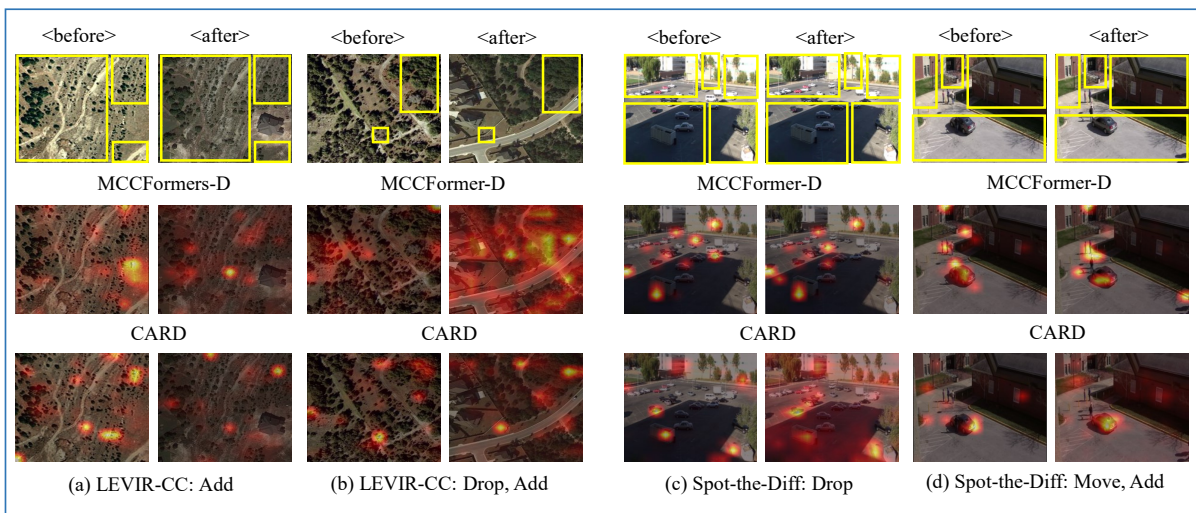 <before> <after> <before> <after> <before> <after> <before> <after>
MCCFormers-D MCCFormer-D MCCFormer-D MCCFormer-D
CARD CARD CARD CARD
(a) LEVIR-CC: Add (b) LEVIR-CC: Drop, Add (c) Spot-the-Diff: Drop (d) Spot-the-Diff: Move, Add